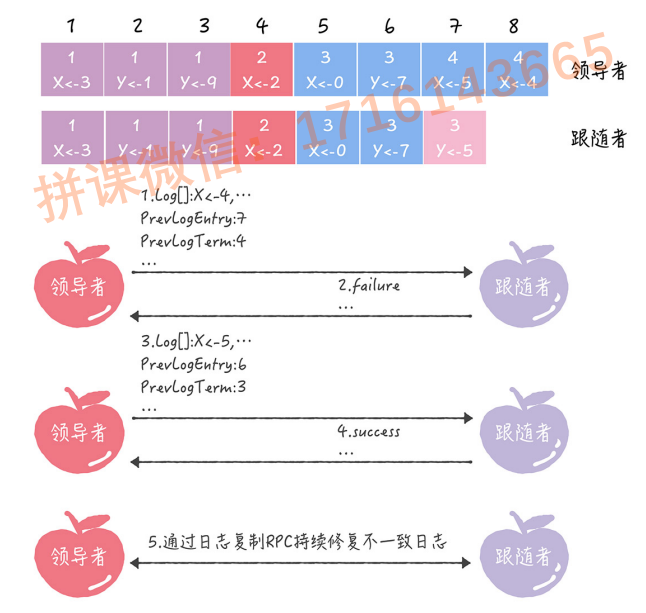 1 2 3 4 5 6 7 8
1 1 1 2 3 3 4 4
X<-3 Y<-1 Y<-9 X<-2 X<-0 Y<-7 X<-5 X<-4
领导者
1 1 1 2 3 3 3
X<-3 Y<-1 Y<-9 X<-2 X<-0 Y<-7 Y<-5
跟随者
拼课微信：1716143665
1.Log[]:X<-4,…
PrevLogEntry:7
PrevLogTerm:4
…
领导者
2.failure
…
跟随者
3.Log[]:X<-5,…
PrevLogEntry:6
PrevLogTerm:3
…
领导者
4.success
…
跟随者
领导者
5.通过日志复制RPC持续修复不一致日志
跟随者